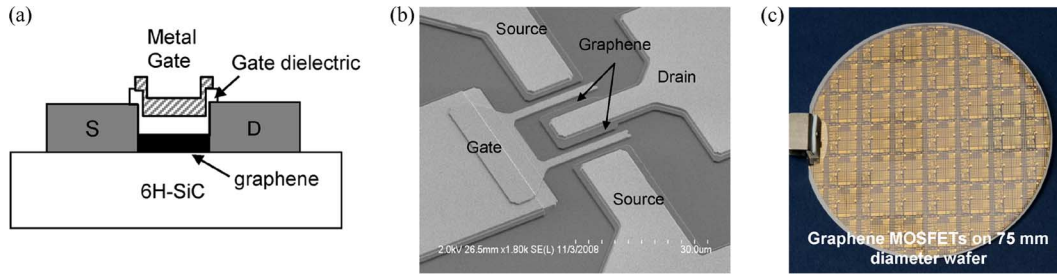 (a)
Metal
Gate
Gate dielectric
S
D
graphene
6H-SiC
(b)
Source
Graphene
Drain
Gate
Source
2.0kV 26.5mm x1.80k SE(L) 11/3/2008
30.0um
(c)
Graphene MOSFETs on 75 mm
diameter wafer